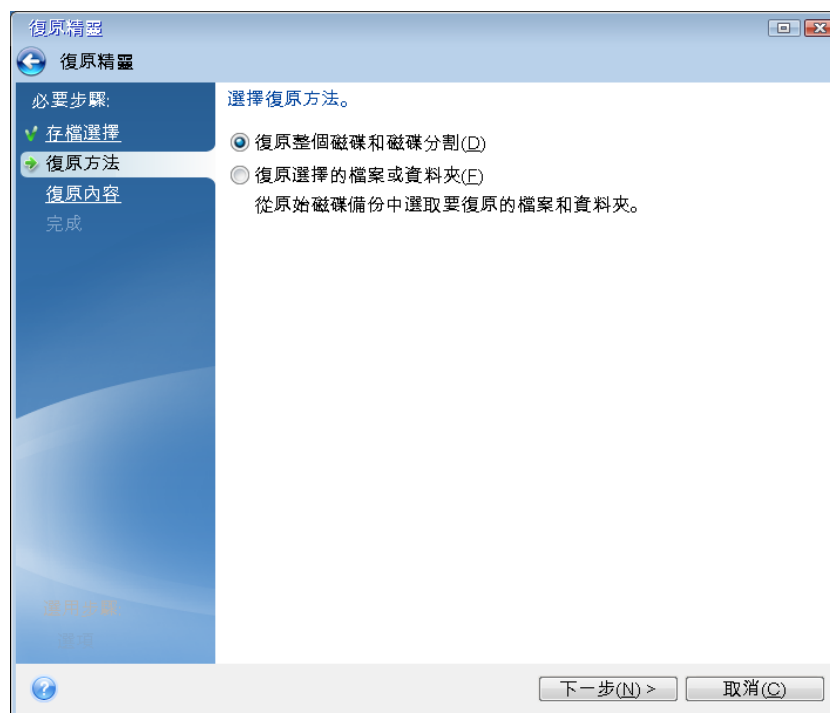 復原精靈
復原精靈
必要步驟:
存檔選擇
復原方法
復原內容
完成
選擇復原方法。
復原整個磁碟和磁碟分割(D)
復原選擇的檔案或資料夾(F)
從原始磁碟備份中選取要復原的檔案和資料夾。
下一步(N) >
取消(C)